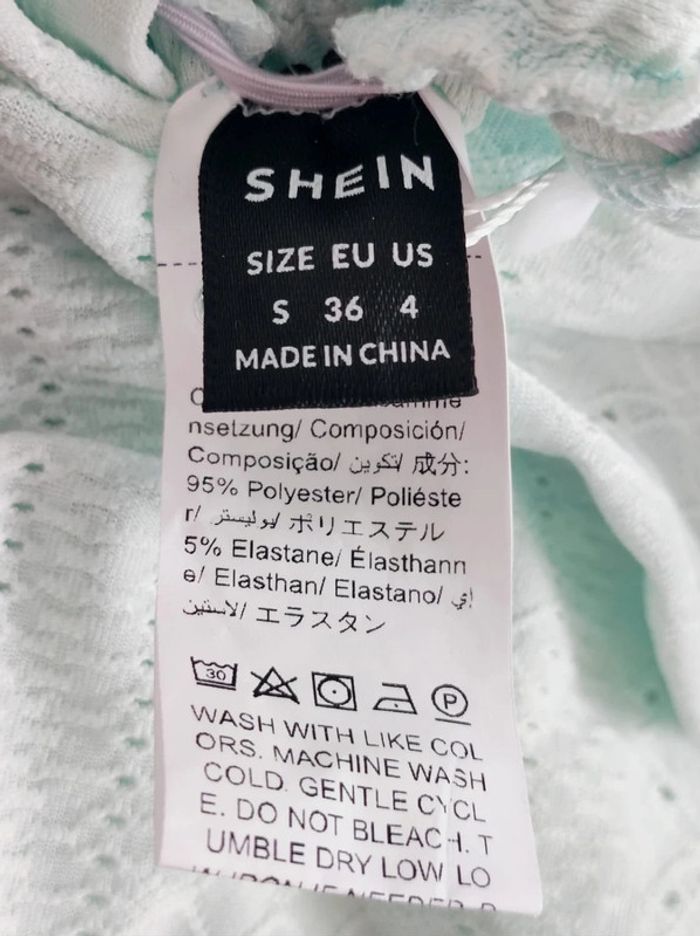 SHEIN
SIZE EU US
S 36 4
MADE IN CHINA
nsetzung/ Composición/
Composição/ تكوين/ 成分:
95% Polyester/ Poliéste
r/ بوليستر/ ポリエステル
5% Elastane/ Élasthann
e/ Elasthan/ Elastano/ إي
لاستين/ エラスタン
30
P
WASH WITH LIKE COL
ORS. MACHINE WASH
COLD. GENTLE CYCL
E. DO NOT BLEACH. T
UMBLE DRY LOW LO